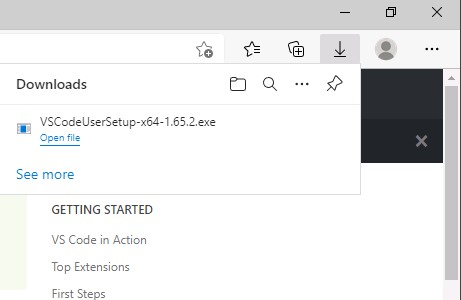 Downloads
VSCodeUserSetup-x64-1.65.2.exe
Open file
See more
GETTING STARTED
VS Code in Action
Top Extensions
First Steps